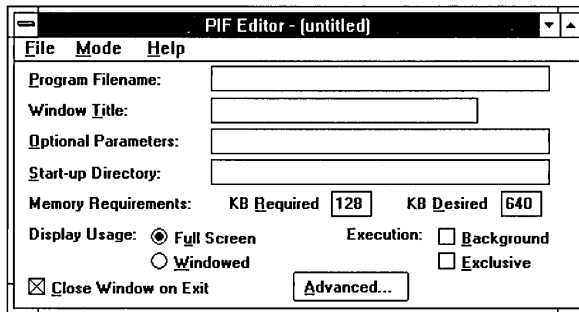 PIF Editor - (untitled)
File Mode Help
Program Filename:
Window Title:
Optional Parameters:
Start-up Directory:
Memory Requirements: KB Required 128 KB Desired 640
Display Usage: Full Screen Execution: Background
Windowed Exclusive
Close Window on Exit Advanced...